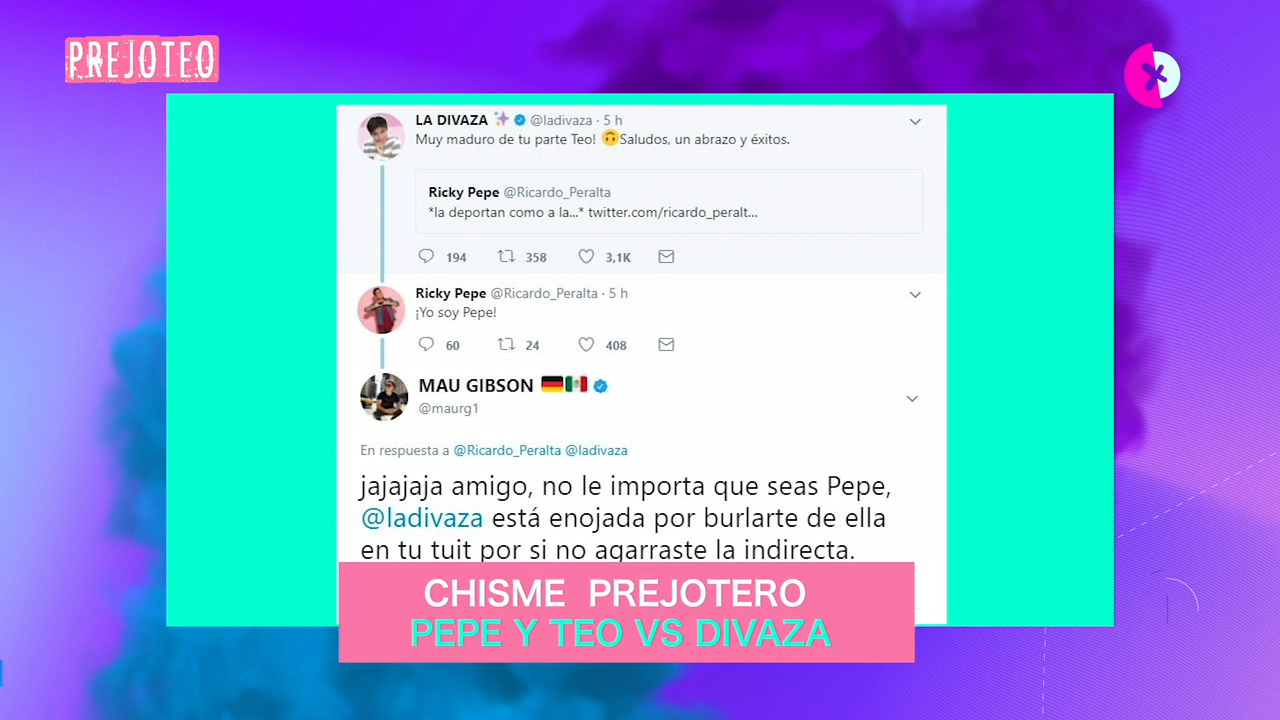 PREJOTEO
LA DIVAZA ✨ @ladivaza · 5 h
Muy maduro de tu parte Teo! 🙃Saludos, un abrazo y éxitos.
Ricky Pepe @Ricardo_Peralta
*la deportan como a la...* twitter.com/ricardo_peralt...
194 358 3,1K
Ricky Pepe @Ricardo_Peralta · 5 h
¡Yo soy Pepe!
60 24 408
MAU GIBSON 🇩🇪🇲🇽
@maurg1
En respuesta a @Ricardo_Peralta @ladivaza
jajajaja amigo, no le importa que seas Pepe,
@ladivaza está enojada por burlarte de ella
en tu tuit por si no agarraste la indirecta.
CHISME PREJOTERO
PEPE Y TEO VS DIVAZA